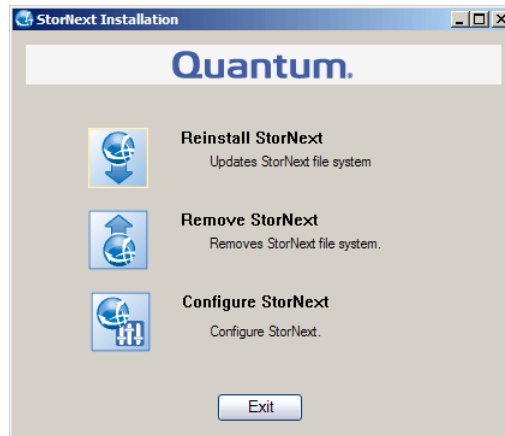 StorNext Installation
Quantum.
Reinstall StorNext
Updates StorNext file system
Remove StorNext
Removes StorNext file system.
Configure StorNext
Configure StorNext.
Exit